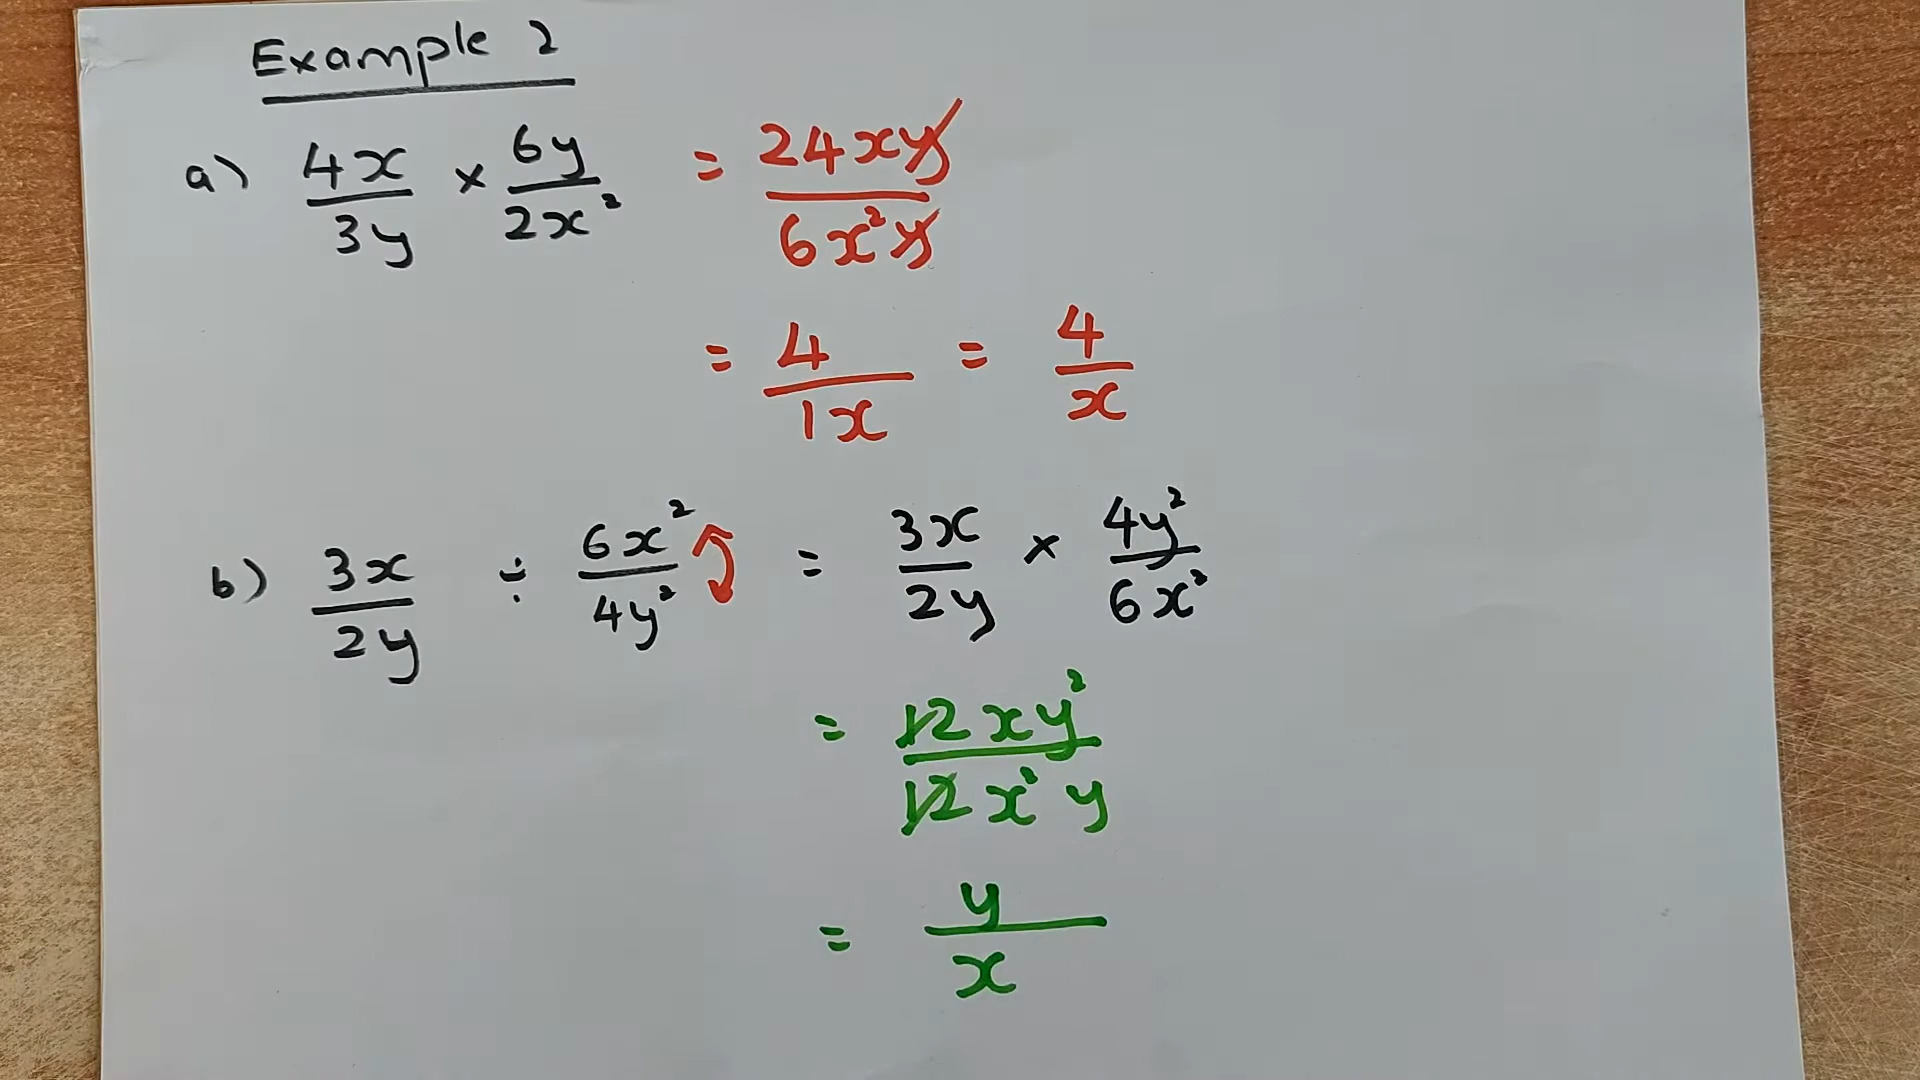 Example 2
a) 4x/3y × 6y/2x² = 24xy/6x²y
= 4/1x = 4/x
b) 3x/2y ÷ 6x²/4y² = 3x/2y × 4y²/6x²
= 12xy²/12x²y
= y/x